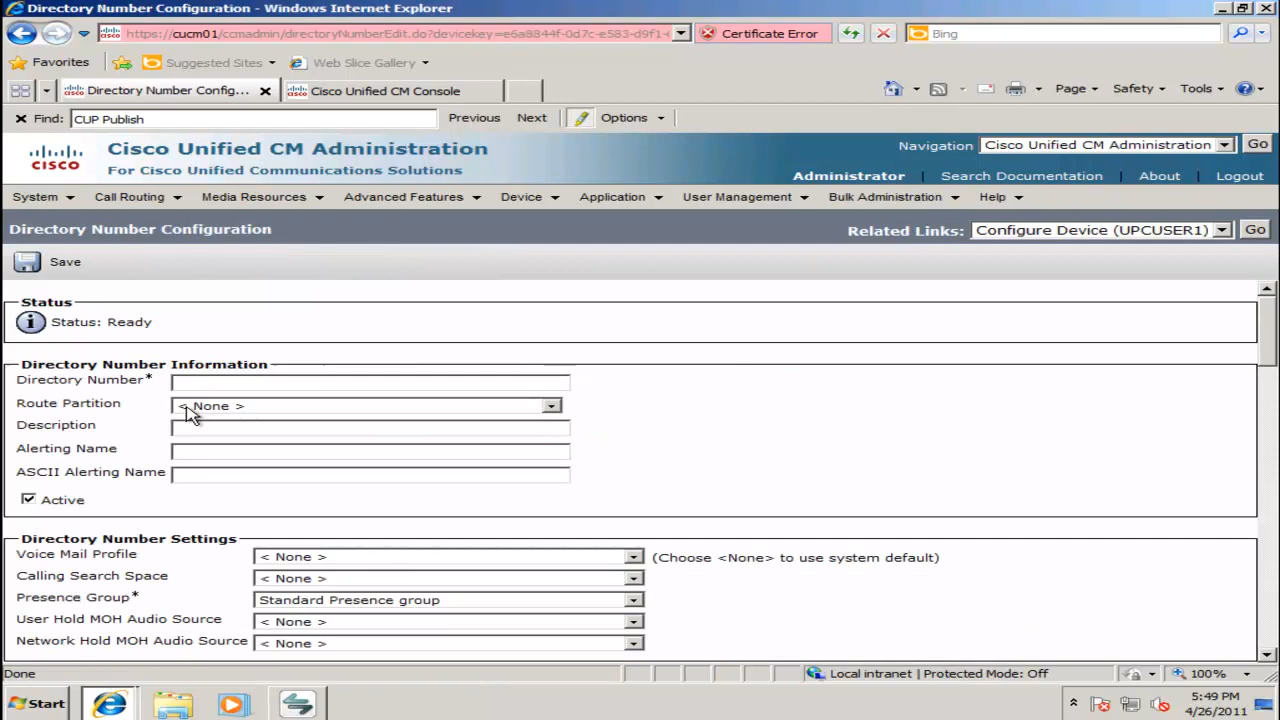 Directory Number Configuration - Windows Internet Explorer
https://cucm01/ccmadmin/directoryNumberEdit.do?devicekey=e6a8844f-0d7c-e583-d9f1-
Certificate Error
Bing
Favorites
Suggested Sites
Web Slice Gallery
Directory Number Config...
Cisco Unified CM Console
Page
Safety
Tools
Find:
CUP Publish
Previous
Next
Options
CISCO
Cisco Unified CM Administration
For Cisco Unified Communications Solutions
Navigation
Cisco Unified CM Administration
Go
Administrator
Search Documentation
About
Logout
System
Call Routing
Media Resources
Advanced Features
Device
Application
User Management
Bulk Administration
Help
Directory Number Configuration
Related Links:
Configure Device (UPCUSER1)
Go
Save
Status
Status: Ready
Directory Number Information
Directory Number*
Route Partition
< None >
Description
Alerting Name
ASCII Alerting Name
Active
Directory Number Settings
Voice Mail Profile
< None >
(Choose <None> to use system default)
Calling Search Space
< None >
Presence Group*
Standard Presence group
User Hold MOH Audio Source
< None >
Network Hold MOH Audio Source
< None >
Done
Local intranet | Protected Mode: Off
100%
Start
5:49 PM
4/26/2011